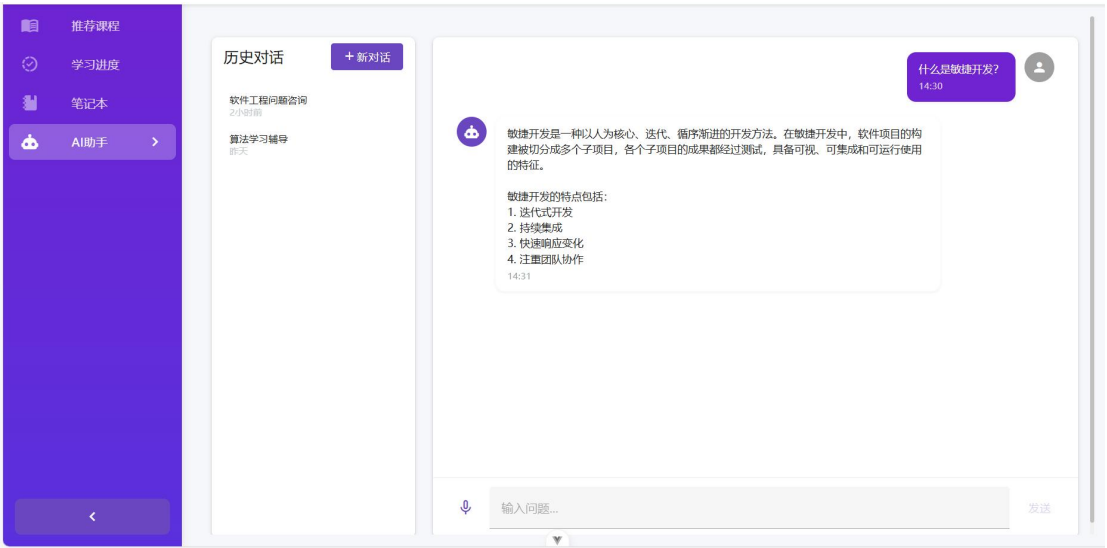 推荐课程
学习进度
笔记本
AI助手
历史对话
+新对话
软件工程问题咨询
2小时前
算法学习辅导
昨天
什么是敏捷开发?
14:30
敏捷开发是一种以人为核心、迭代、循序渐进的开发方法。在敏捷开发中,软件项目的构
建被切分成多个子项目,各个子项目的成果都经过测试,具备可视、可集成和可运行使用
的特征。
敏捷开发的特点包括:
1. 迭代式开发
2. 持续集成
3. 快速响应变化
4. 注重团队协作
14:31
输入问题...
发送